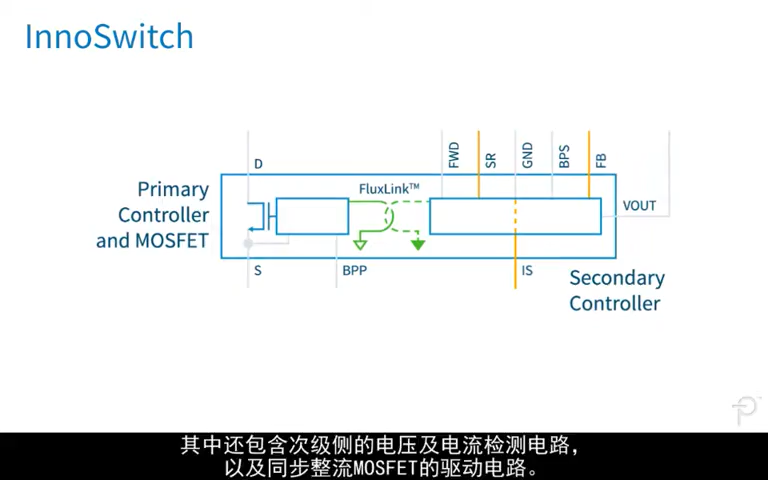 InnoSwitch
D
FWD
SR
GND
BPS
FB
FluxLink™
Primary
Controller
and MOSFET
VOUT
S
BPP
IS
Secondary
Controller
其中还包含次级侧的电压及电流检测电路，
以及同步整流MOSFET的驱动电路。